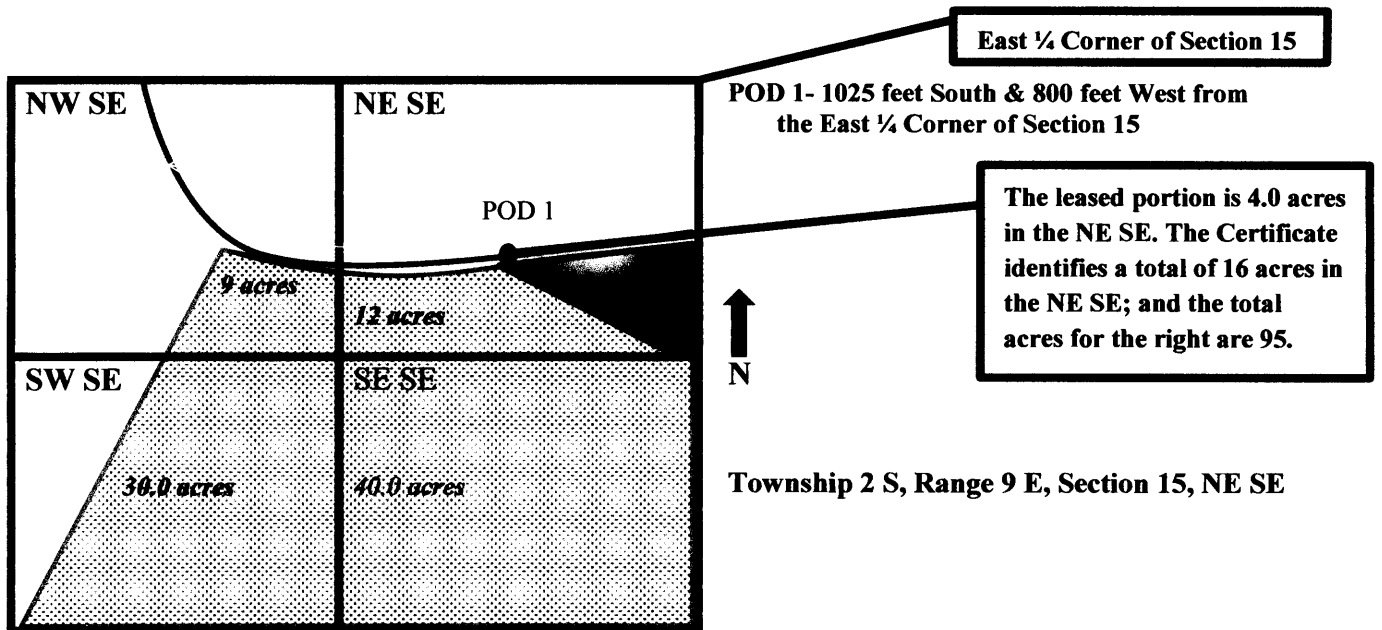 East ¼ Corner of Section 15
NW SE
NE SE
POD 1- 1025 feet South & 800 feet West from
the East ¼ Corner of Section 15
POD 1
The leased portion is 4.0 acres
in the NE SE. The Certificate
identifies a total of 16 acres in
the NE SE; and the total
acres for the right are 95.
9 acres
12 acres
N
SW SE
SE SE
30.0 acres
40.0 acres
Township 2 S, Range 9 E, Section 15, NE SE